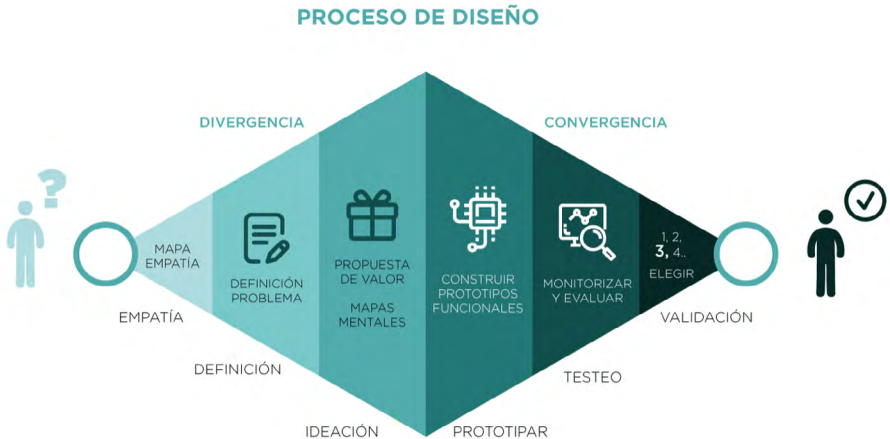 PROCESO DE DISEÑO
DIVERGENCIA
CONVERGENCIA
?
MAPA
EMPATÍA
DEFINICIÓN
PROBLEMA
PROPUESTA
DE VALOR
MAPAS
MENTALES
CONSTRUIR
PROTOTIPOS
FUNCIONALES
MONITORIZAR
Y EVALUAR
1, 2,
3, 4..
ELEGIR
EMPATÍA
DEFINICIÓN
IDEACIÓN
PROTOTIPAR
TESTEO
VALIDACIÓN